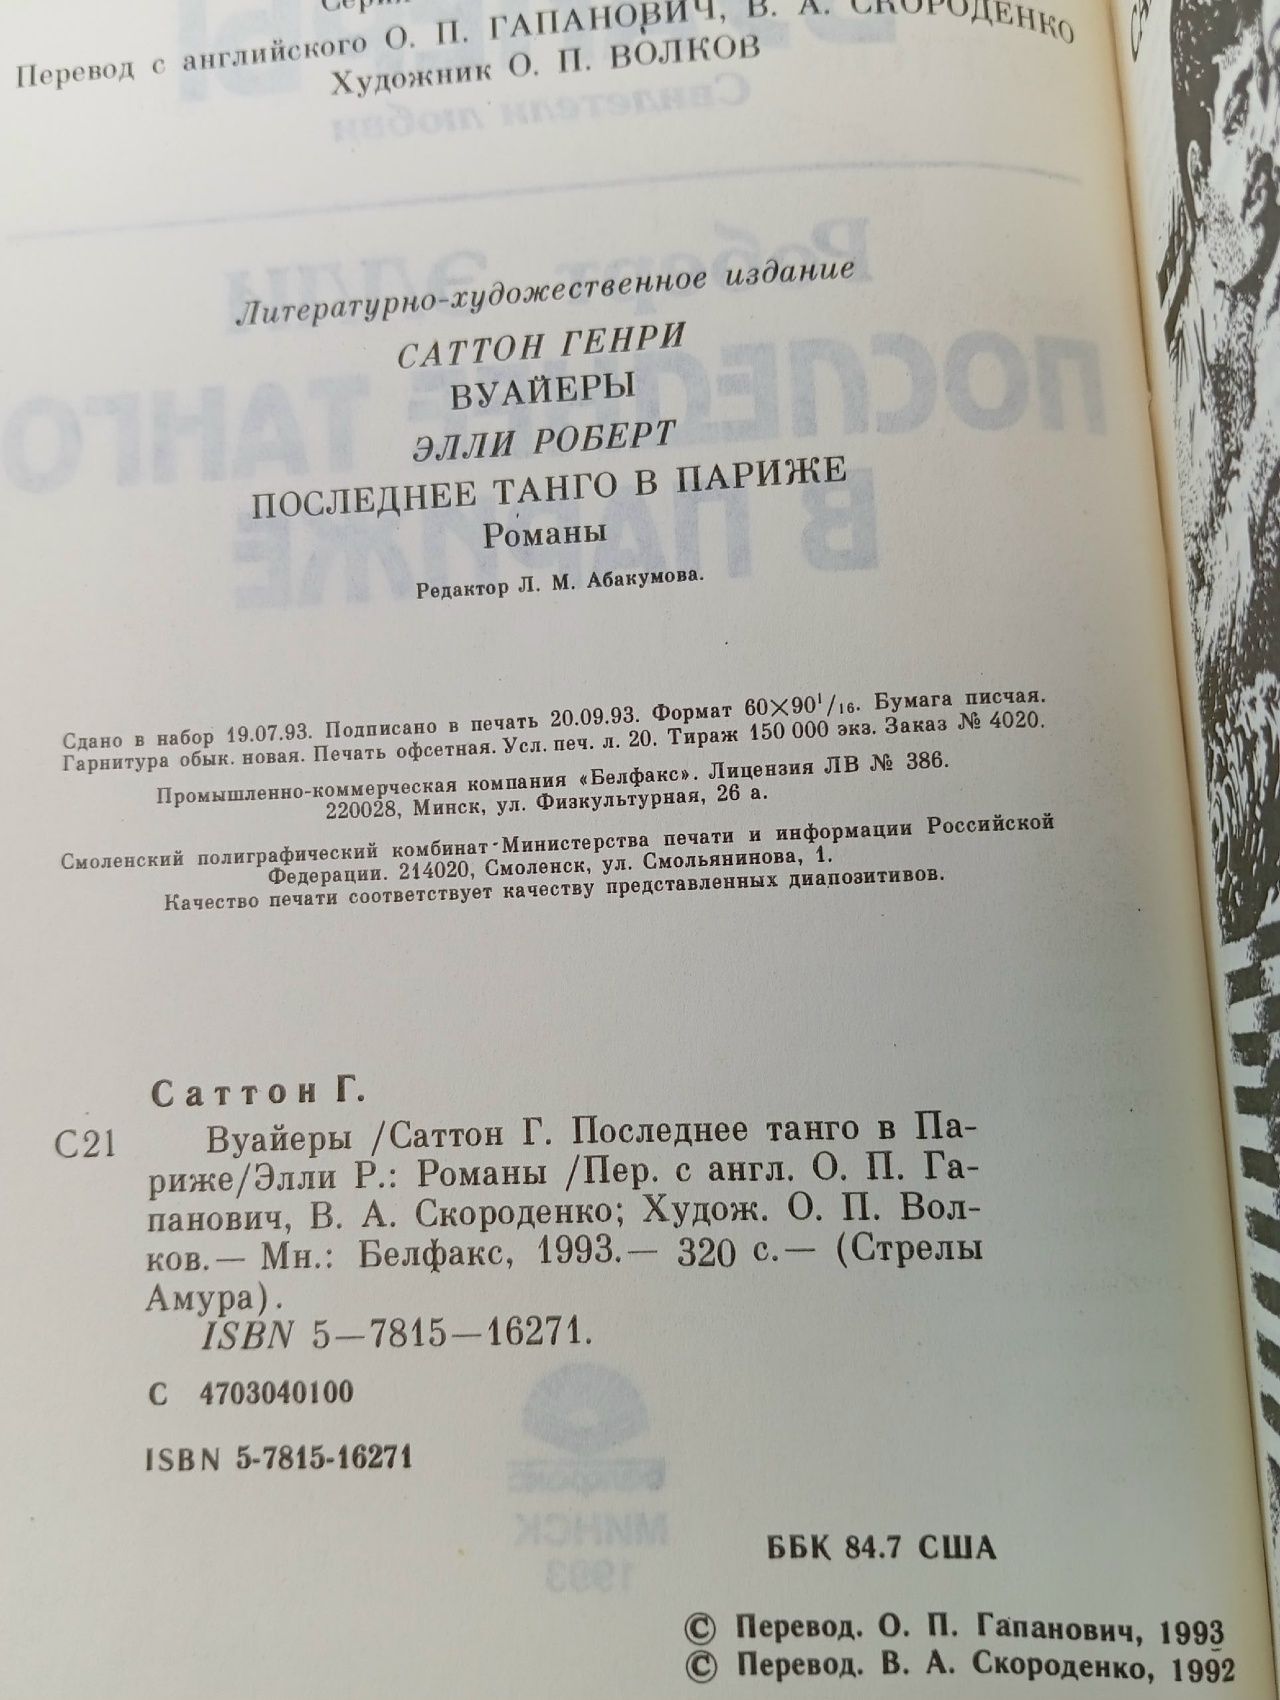 Перевод с английского О. П. ГАПАНОВИЧ, В. А. СКОРОДЕНКО
Художник О. П. ВОЛКОВ
Литературно-художественное издание
САТТОН ГЕНРИ
ВУАЙЕРЫ
ЭЛЛИ РОБЕРТ
ПОСЛЕДНЕЕ ТАНГО В ПАРИЖЕ
Романы
Редактор Л. М. Абакумова.
Сдано в набор 19.07.93. Подписано в печать 20.09.93. Формат 60×90¹/₁₆. Бумага писчая.
Гарнитура обык. новая. Печать офсетная. Усл. печ. л. 20. Тираж 150 000 экз. Заказ № 4020.
Промышленно-коммерческая компания «Белфакс». Лицензия ЛВ № 386.
220028, Минск, ул. Физкультурная, 26 а.
Смоленский полиграфический комбинат Министерства печати и информации Российской
Федерации. 214020, Смоленск, ул. Смольянинова, 1.
Качество печати соответствует качеству представленных диапозитивов.
Саттон Г.
С21 Вуайеры /Саттон Г. Последнее танго в Па-
риже/Элли Р.: Романы /Пер. с англ. О. П. Га-
панович, В. А. Скороденко; Худож. О. П. Вол-
ков.— Мн.: Белфакс, 1993.— 320 с.— (Стрелы
Амура).
ISBN 5—7815—16271.
С 4703040100
ISBN 5-7815-16271
ББК 84.7 США
© Перевод. О. П. Гапанович, 1993
© Перевод. В. А. Скороденко, 1992